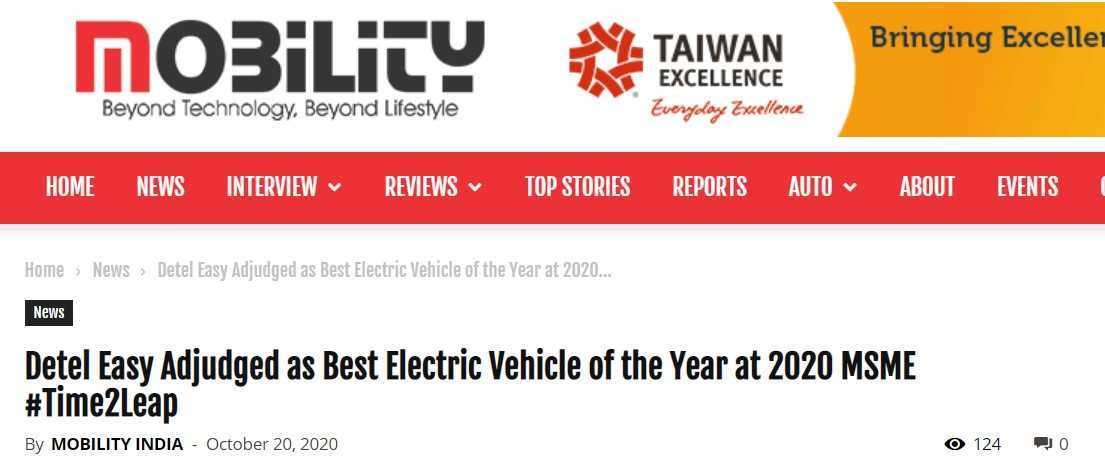 MOBILITY
Beyond Technology, Beyond Lifestyle
TAIWAN
EXCELLENCE
Everyday Excellence
Bringing
HOME NEWS INTERVIEW REVIEWS TOP STORIES REPORTS AUTO ABOUT EVENTS
Home › News › Detel Easy Adjudged as Best Electric Vehicle of the Year at 2020...
News
Detel Easy Adjudged as Best Electric Vehicle of the Year at 2020 MSME
#Time2Leap
By MOBILITY INDIA - October 20, 2020 124 0